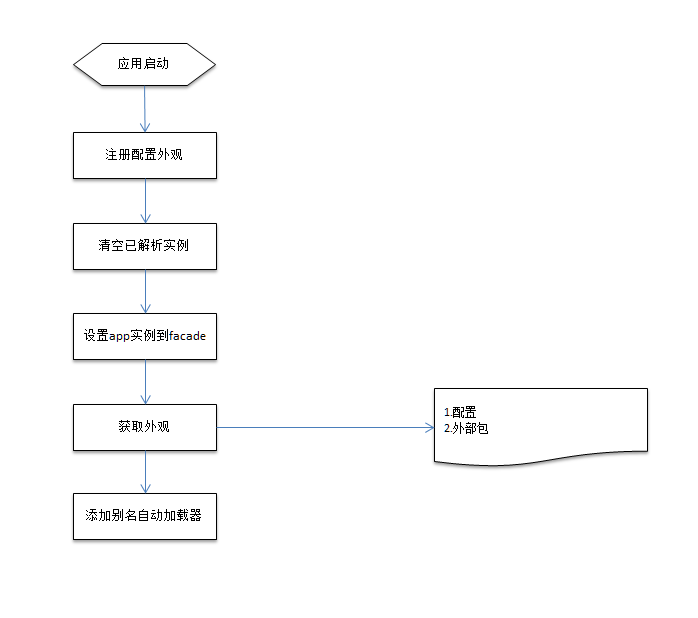 应用启动
注册配置外观
清空已解析实例
设置app实例到facade
获取外观
1.配置
2.外部包
添加别名自动加载器